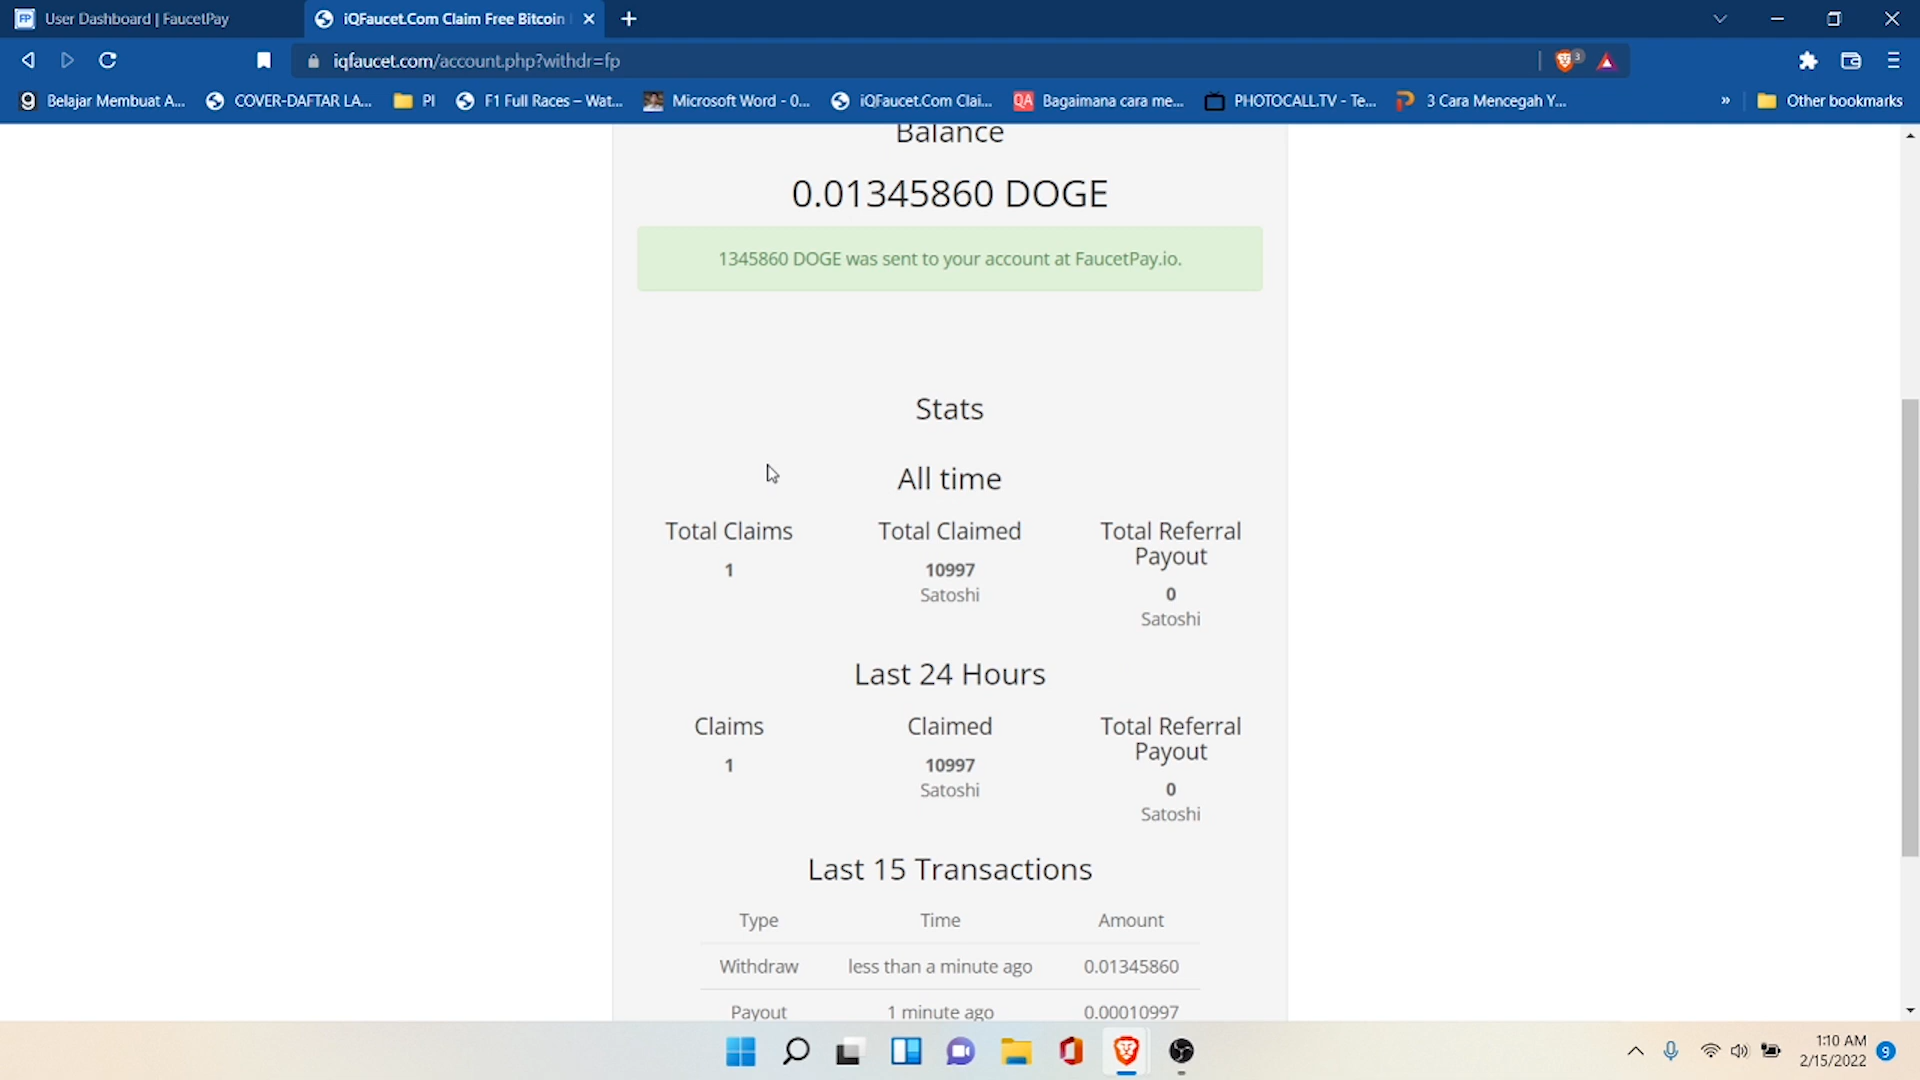 User Dashboard | FaucetPay
iQFaucet.Com Claim Free Bitcoin
iqfaucet.com/account.php?withdr=fp
3
Belajar Membuat A...
COVER-DAFTAR LA...
PI
F1 Full Races – Wat...
Microsoft Word - 0...
iQFaucet.Com Clai...
QA
Bagaimana cara me...
PHOTOCALL.TV - Te...
3 Cara Mencegah Y...
»
Other bookmarks
Balance
0.01345860 DOGE
1345860 DOGE was sent to your account at FaucetPay.io.
Stats
All time
Total Claims
1
Total Claimed
10997
Satoshi
Total Referral
Payout
0
Satoshi
Last 24 Hours
Claims
1
Claimed
10997
Satoshi
Total Referral
Payout
0
Satoshi
Last 15 Transactions
Type Time Amount
Withdraw less than a minute ago 0.01345860
Payout 1 minute ago 0.00010997
1:10 AM
2/15/2022
9